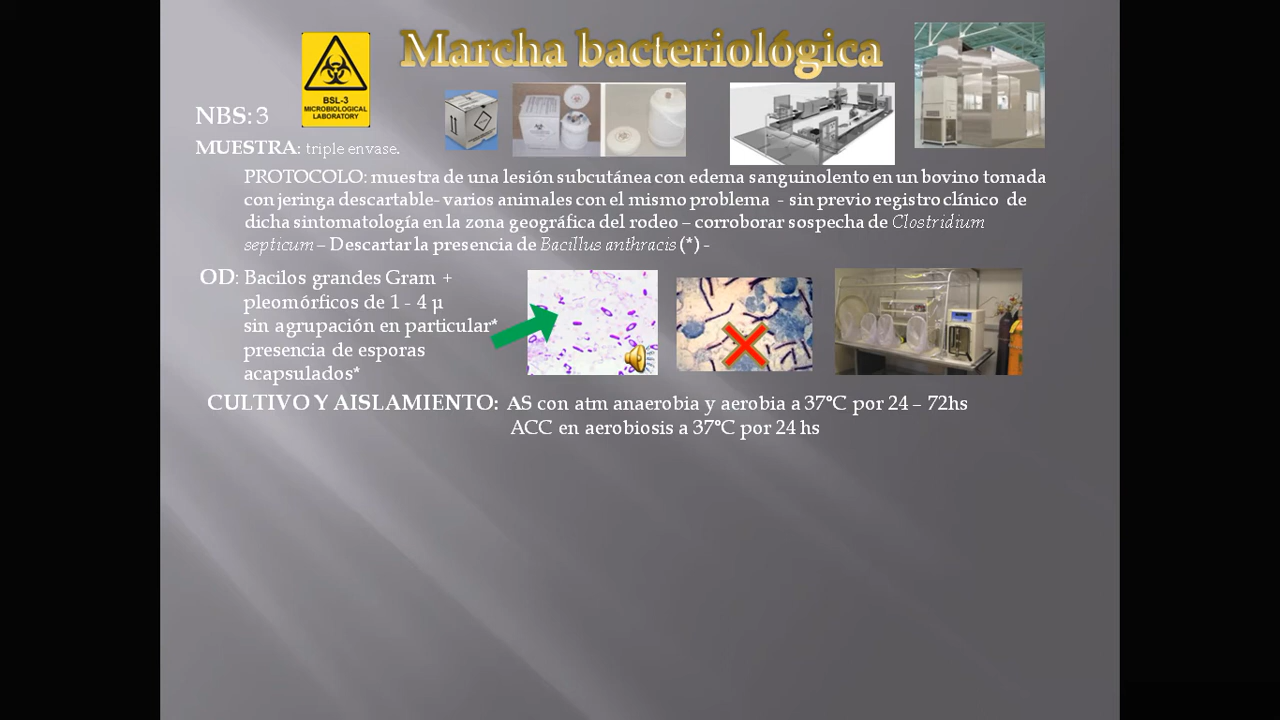 Marcha bacteriológica
BSL-3
MICROBIOLOGICAL
LABORATORY
NBS: 3
MUESTRA: triple envase.
PROTOCOLO: muestra de una lesión subcutánea con edema sanguinolento en un bovino tomada
con jeringa descartable- varios animales con el mismo problema - sin previo registro clínico de
dicha sintomatología en la zona geográfica del rodeo – corroborar sospecha de Clostridium
septicum – Descartar la presencia de Bacillus anthracis (*) -
OD: Bacilos grandes Gram +
pleomórficos de 1 - 4 µ
sin agrupación en particular*
presencia de esporas
acapsulados*
CULTIVO Y AISLAMIENTO: AS con atm anaerobia y aerobia a 37°C por 24 – 72hs
ACC en aerobiosis a 37°C por 24 hs